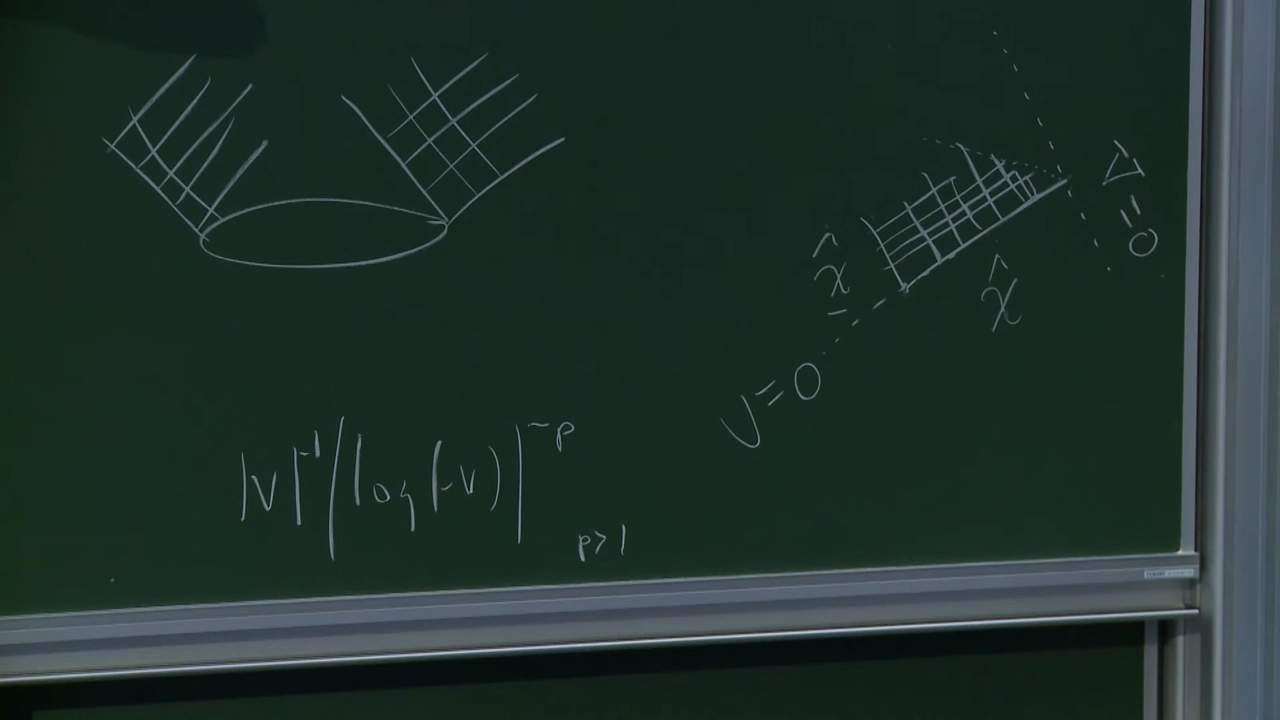 Δ = 0
χ̂
χ̲̂
v = 0
|v|^{-1} |log(-v)|^{-p}
p > 1